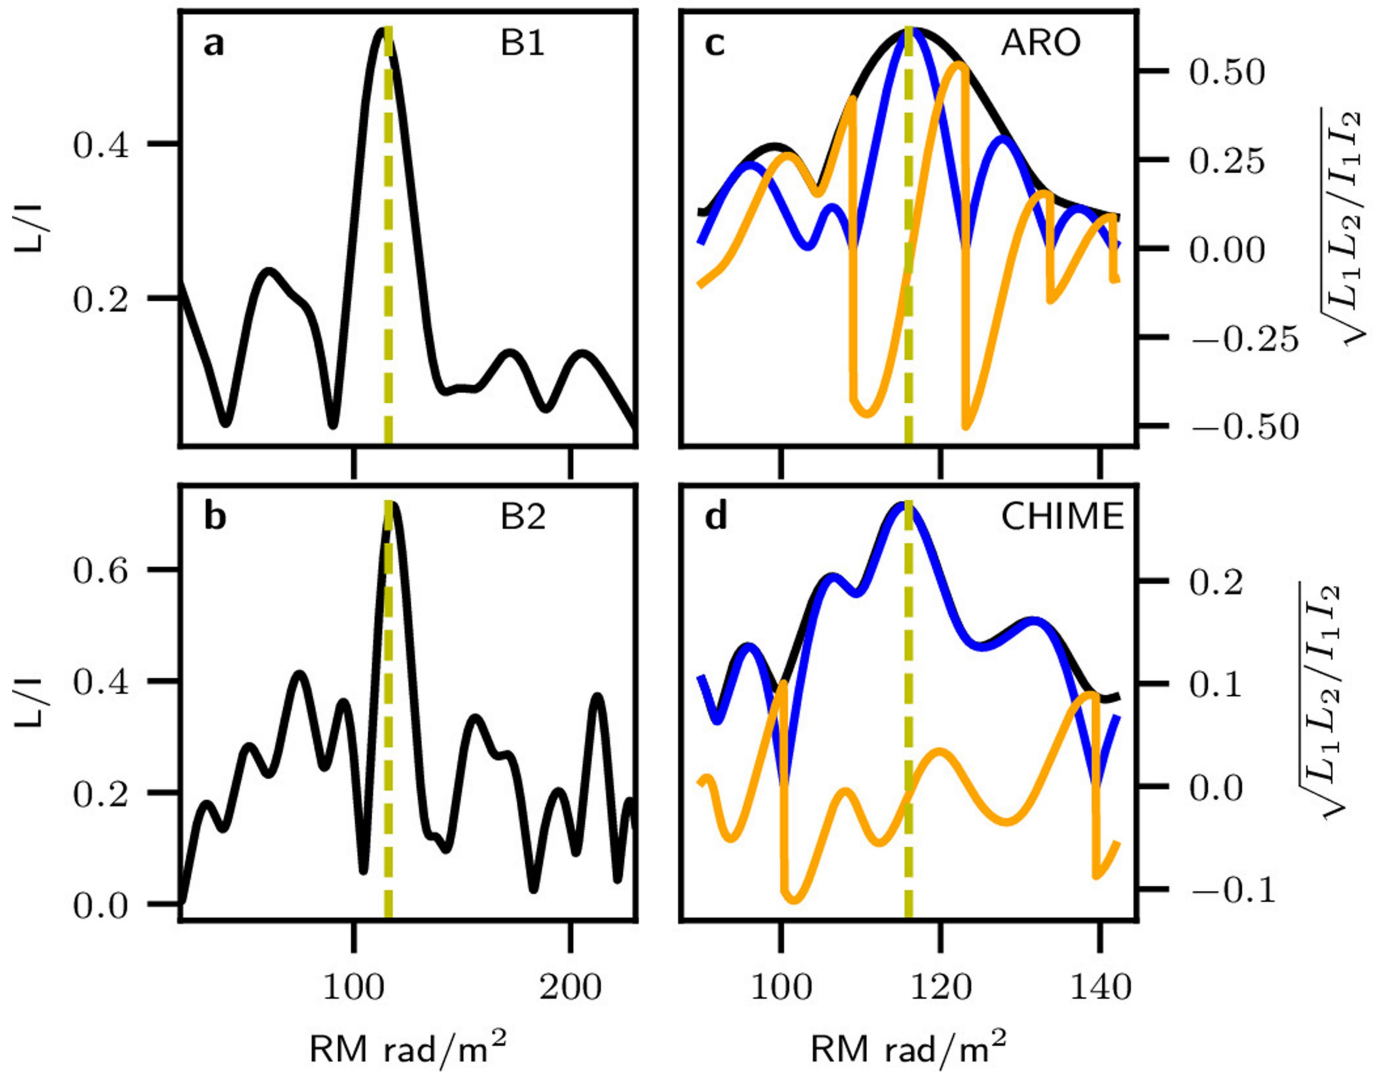 a B1
0.4
0.2
L/I
c ARO
0.50
0.25
0.00
−0.25
−0.50
√L₁L₂/I₁I₂
b B2
0.6
0.4
0.2
0.0
L/I
100 200
RM rad/m²
d CHIME
0.2
0.1
0.0
−0.1
√L₁L₂/I₁I₂
100 120 140
RM rad/m²